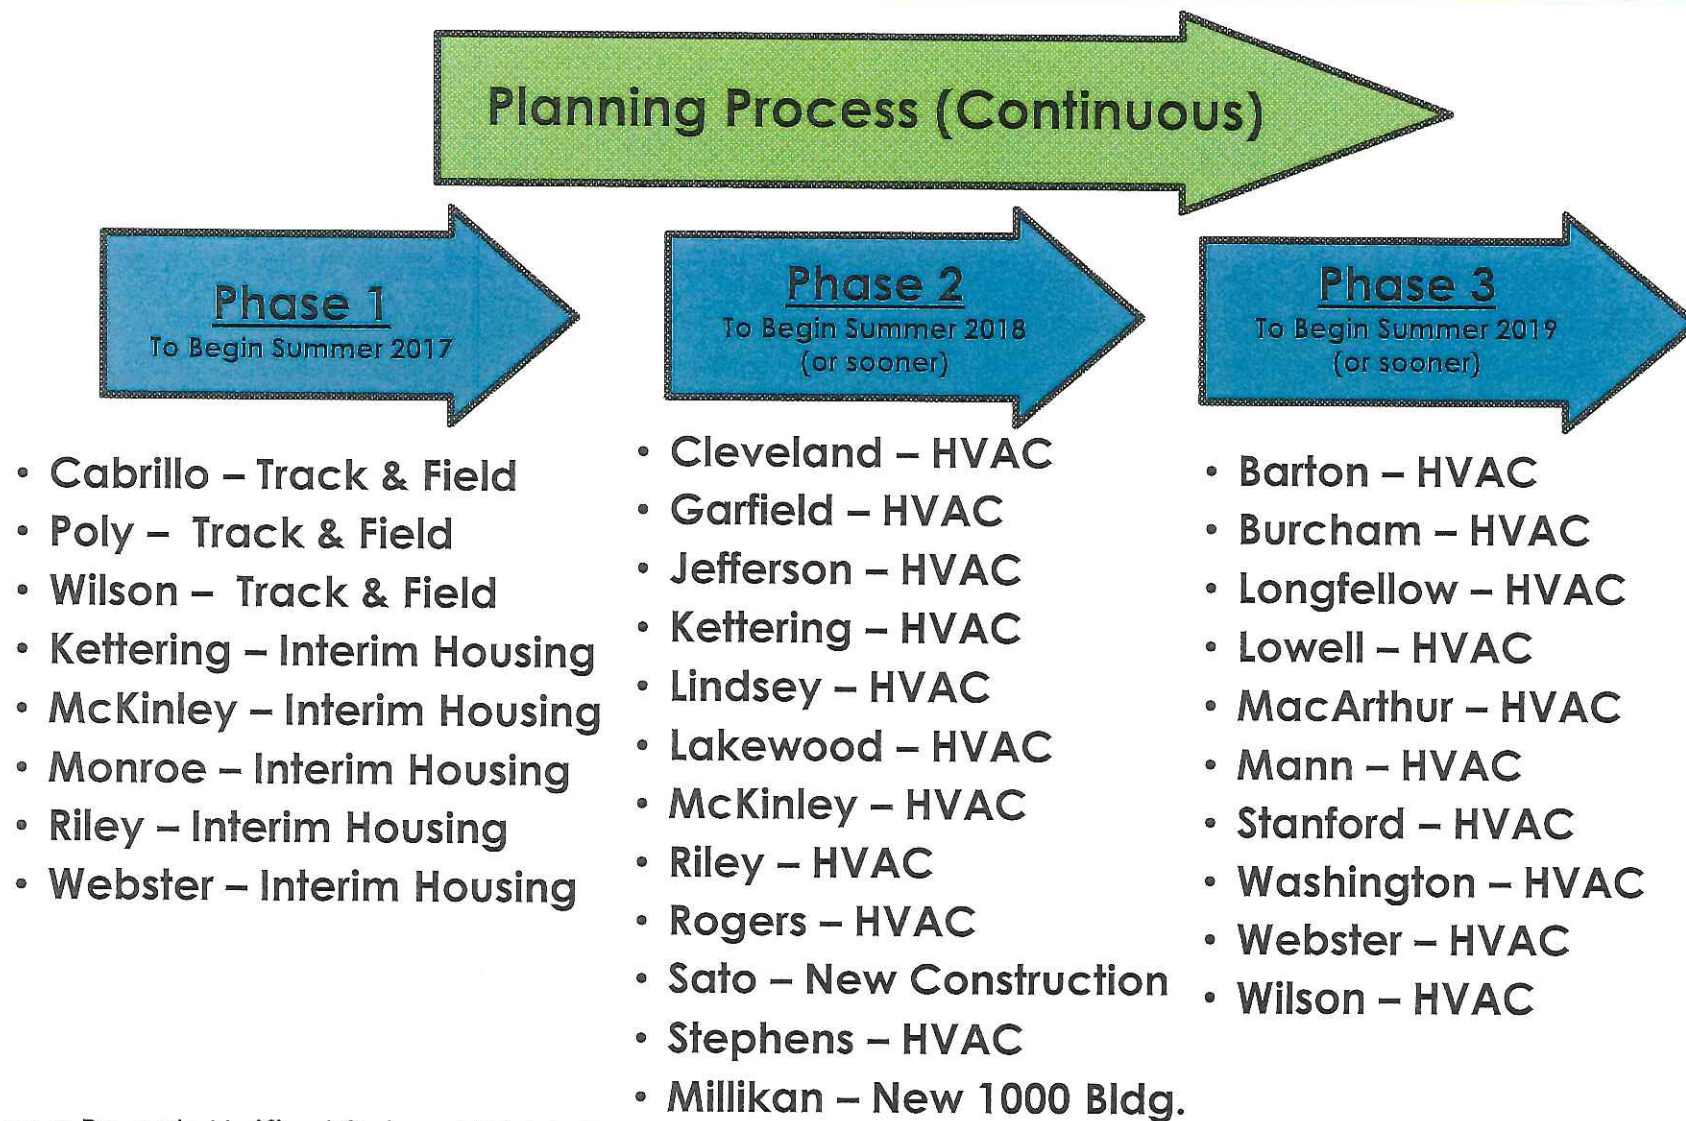 Planning Process (Continuous)
Phase 1
To Begin Summer 2017
• Cabrillo – Track & Field
• Poly – Track & Field
• Wilson – Track & Field
• Kettering – Interim Housing
• McKinley – Interim Housing
• Monroe – Interim Housing
• Riley – Interim Housing
• Webster – Interim Housing
Phase 2
To Begin Summer 2018
(or sooner)
• Cleveland – HVAC
• Garfield – HVAC
• Jefferson – HVAC
• Kettering – HVAC
• Lindsey – HVAC
• Lakewood – HVAC
• McKinley – HVAC
• Riley – HVAC
• Rogers – HVAC
• Sato – New Construction
• Stephens – HVAC
• Millikan – New 1000 Bldg.
Phase 3
To Begin Summer 2019
(or sooner)
• Barton – HVAC
• Burcham – HVAC
• Longfellow – HVAC
• Lowell – HVAC
• MacArthur – HVAC
• Mann – HVAC
• Stanford – HVAC
• Washington – HVAC
• Webster – HVAC
• Wilson – HVAC